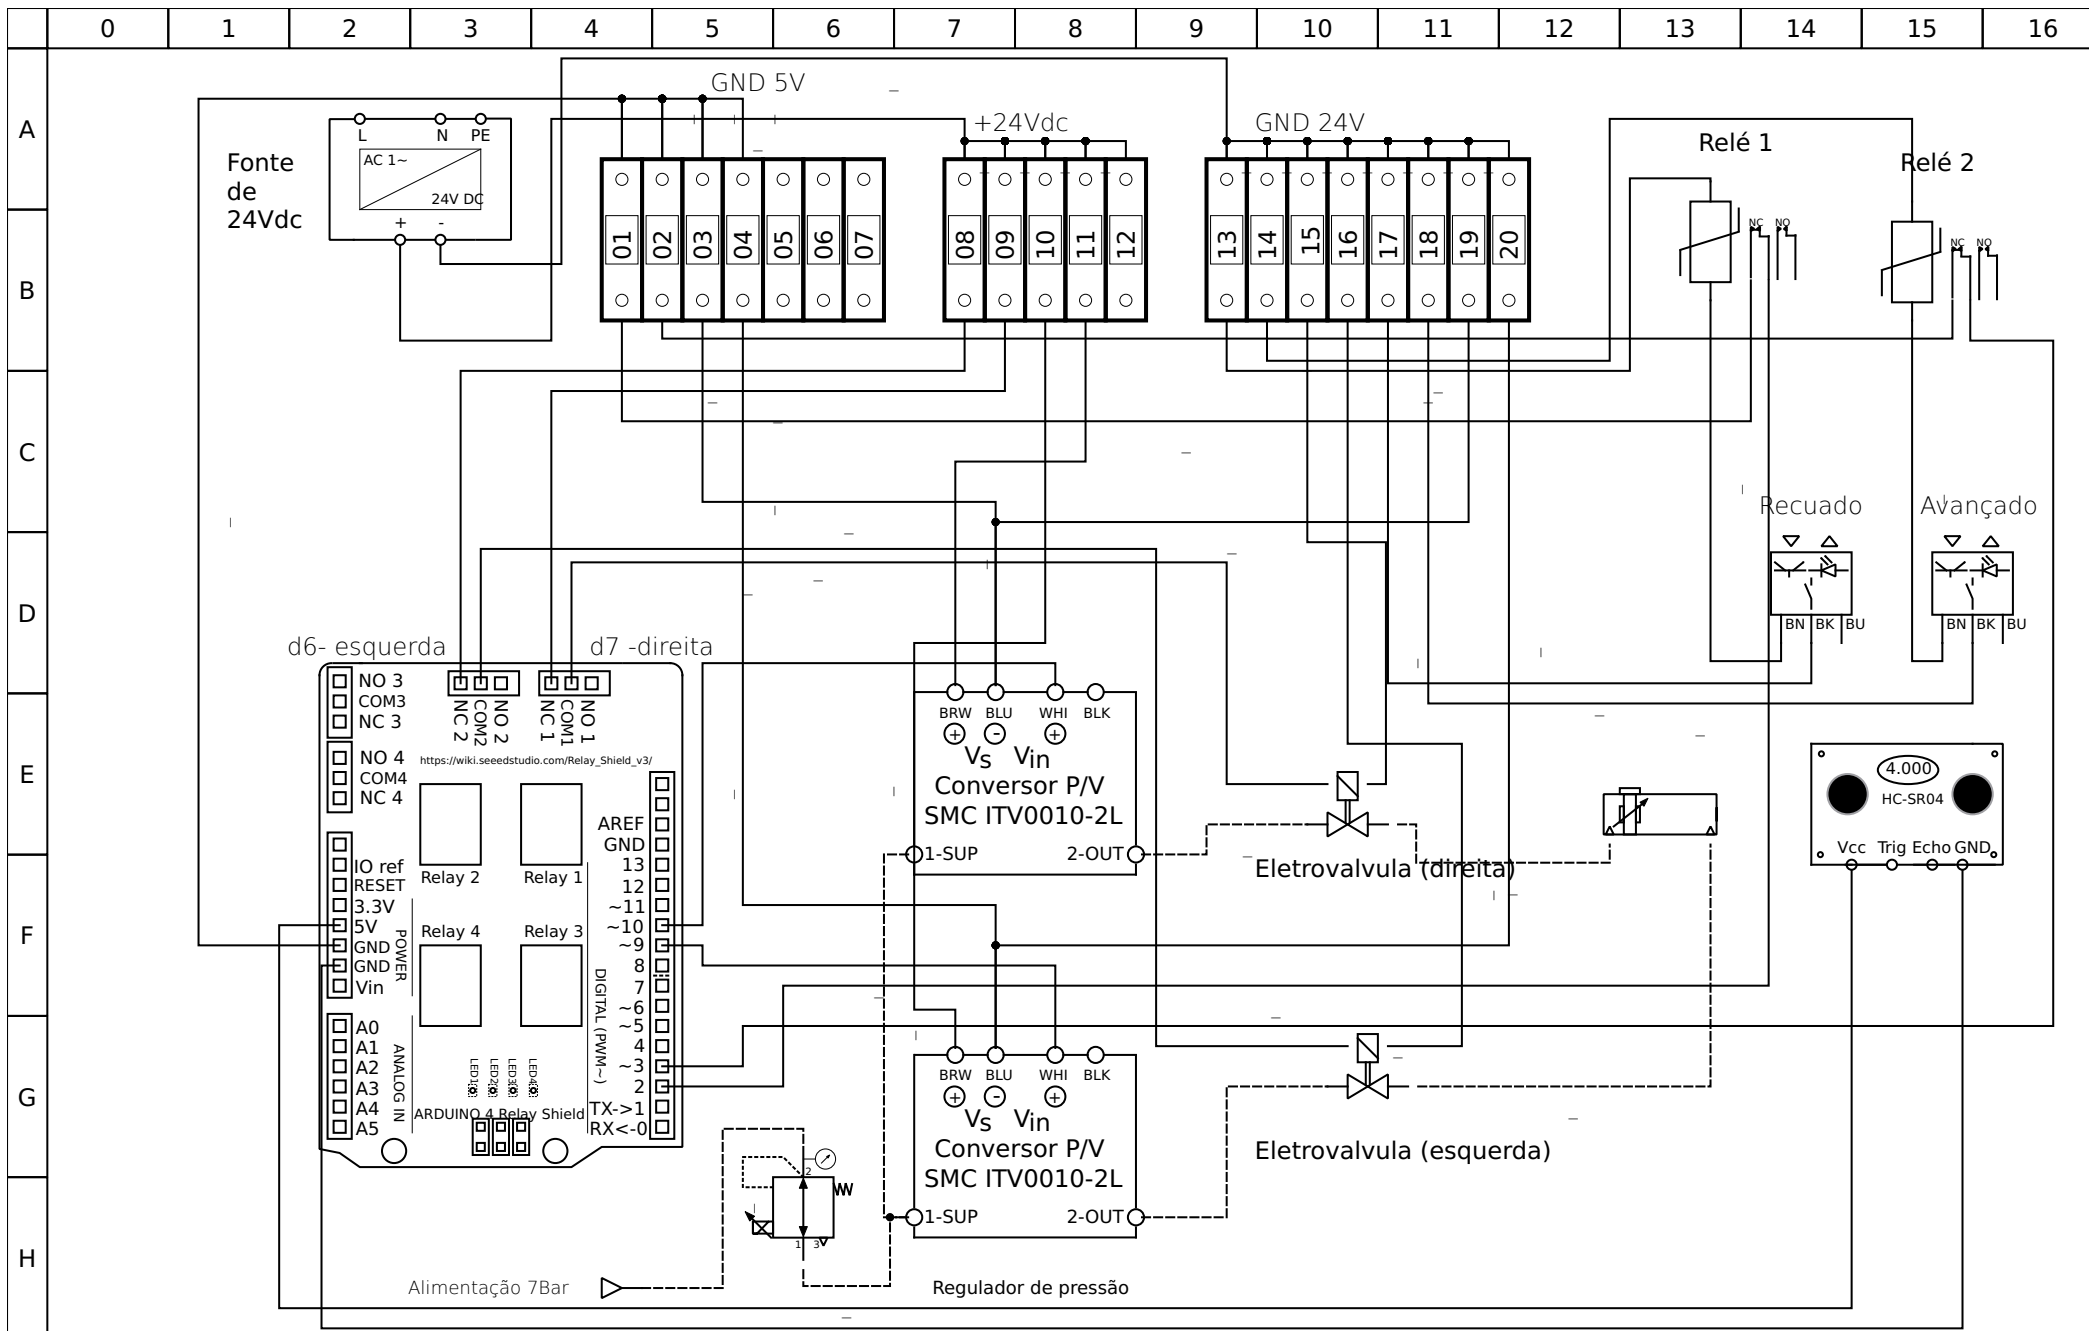 0 1 2 3 4 5 6 7 8 9 10 11 12 13 14 15 16
A
B
C
D
E
F
G
H
GND 5V
+24Vdc
GND 24V
Relé 1
Relé 2
Fonte
de
24Vdc
L N PE
AC 1~
24V DC
+ -
01 02 03 04 05 06 07
08 09 10 11 12
13 14 15 16 17 18 19 20
NC NO
NC NO
Recuado
Avançado
BN BK BU
BN BK BU
d6- esquerda
d7 -direita
NO 3
COM3
NC 3
NC 2
COM2
NO 2
NC 1
COM1
NO 1
NO 4
COM4
NC 4
https://wiki.seeedstudio.com/Relay_Shield_v3/
Relay 2
Relay 1
Relay 4
Relay 3
IO ref
RESET
3.3V
5V
GND
GND
Vin
POWER
A0
A1
A2
A3
A4
A5
ANALOG IN
AREF
GND
13
12
~11
~10
~9
8
7
~6
~5
4
~3
2
TX->1
RX<-0
DIGITAL (PWM~)
LED1
LED2
LED3
LED4
ARDUINO 4 Relay Shield
BRW BLU WHI BLK
+ - +
Vs Vin
Conversor P/V
SMC ITV0010-2L
1-SUP 2-OUT
Eletrovalvula (direita)
4.000
HC-SR04
Vcc Trig Echo GND
BRW BLU WHI BLK
+ - +
Vs Vin
Conversor P/V
SMC ITV0010-2L
1-SUP 2-OUT
Eletrovalvula (esquerda)
2
1 3
Alimentação 7Bar
Regulador de pressão